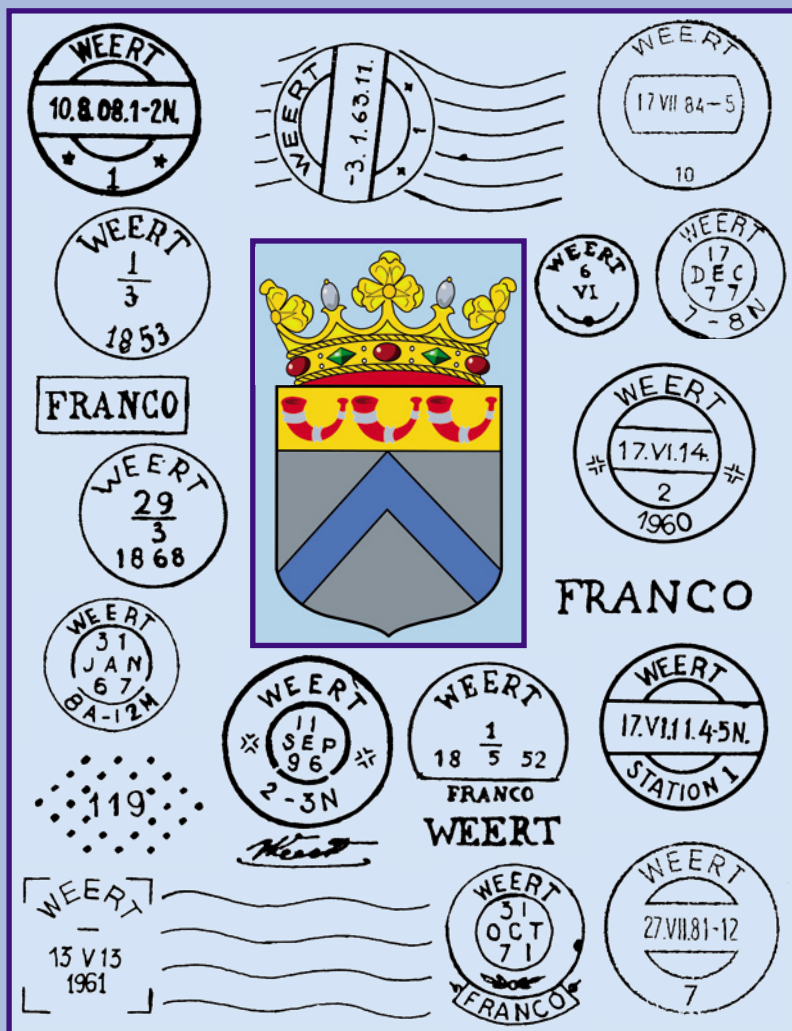 WEERT
10.8.08.1-2N.
1
WEERT
-3.1.63.11.
1
WEERT
17 VII 84-5
10
WEERT
1
3
1853
WEERT
6
VI
WEERT
17
DEC
77
7-8N
FRANCO
WEERT
17.VI.14.
2
1960
WEERT
29
3
1868
FRANCO
WEERT
31
JAN
67
8A-12M
WEERT
11
SEP
96
2-3N
WEERT
1
18 5 52
FRANCO
WEERT
WEERT
17.VI.11.4-5N.
STATION 1
119
Weert
WEERT
13 V 13
1961
WEERT
31
OCT
71
FRANCO
WEERT
27.VII.81-12
7